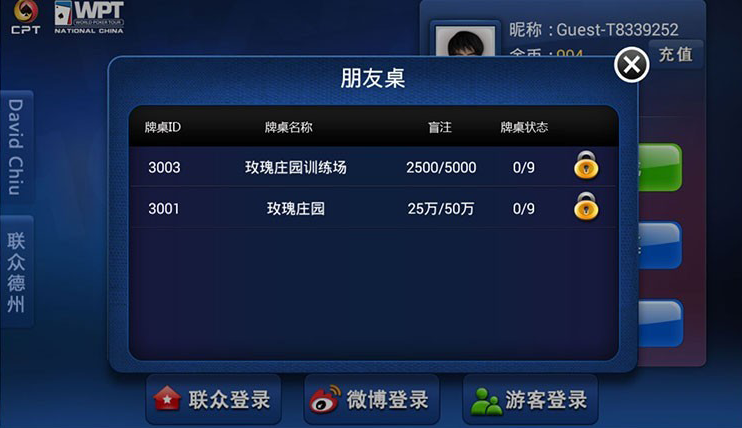 CPT
WPT
WORLD POKER TOUR
NATIONAL CHINA
昵称：Guest-T8339252
充值
朋友桌
牌桌ID 牌桌名称 盲注 牌桌状态
3003 玫瑰庄园训练场 2500/5000 0/9
3001 玫瑰庄园 25万/50万 0/9
David Chiu
联众德州
联众登录 微博登录 游客登录